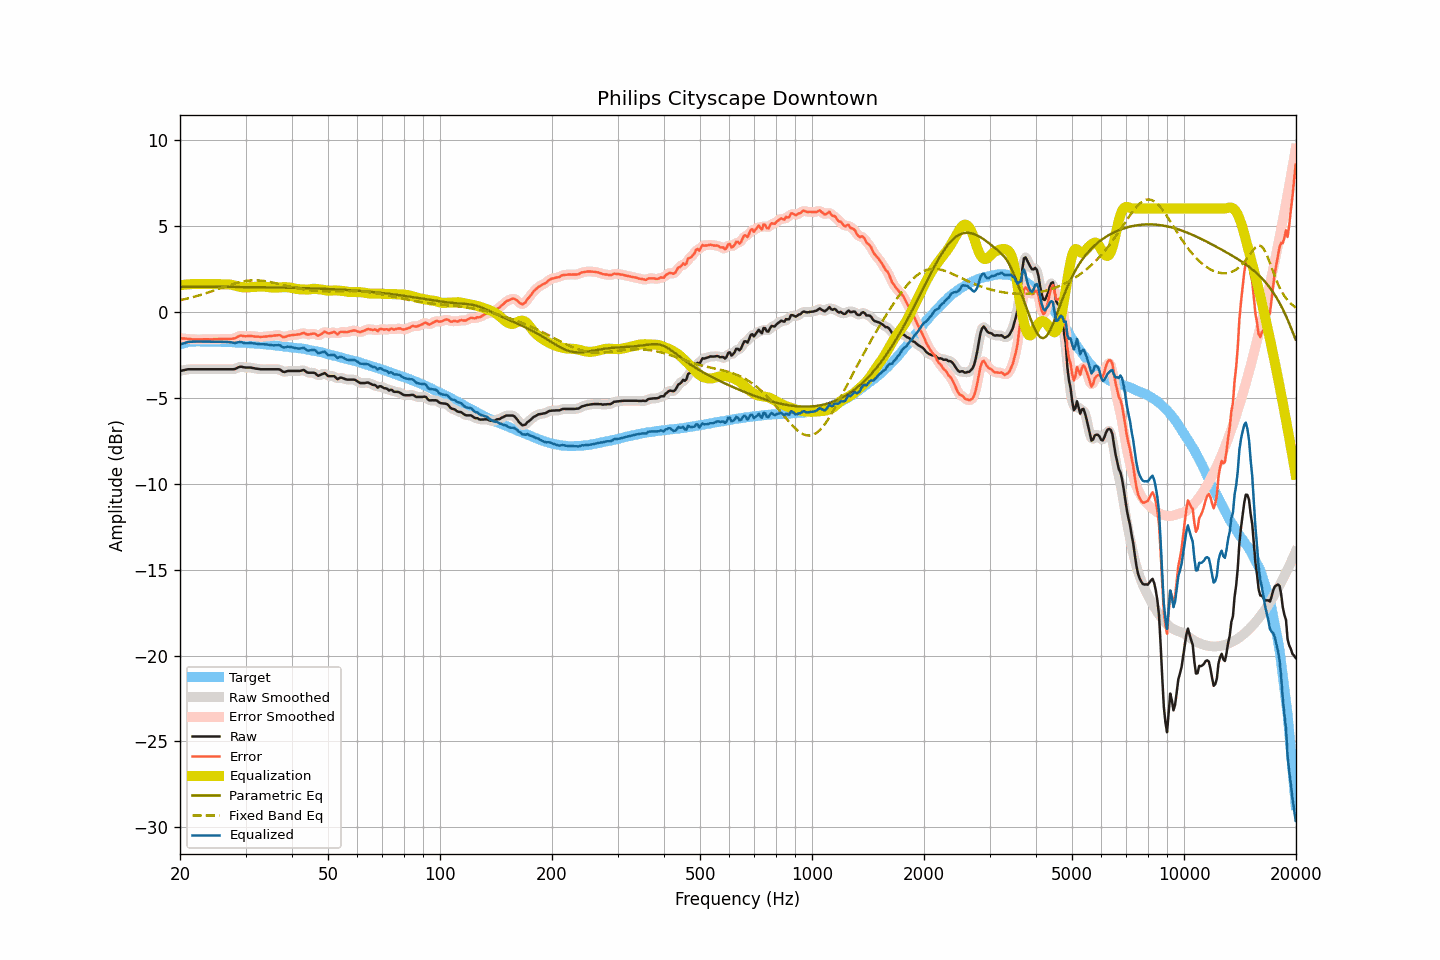 Philips Cityscape Downtown
Amplitude (dBr)
10
5
0
−5
−10
−15
−20
−25
−30
Target
Raw Smoothed
Error Smoothed
Raw
Error
Equalization
Parametric Eq
Fixed Band Eq
Equalized
20 50 100 200 500 1000 2000 5000 10000 20000
Frequency (Hz)